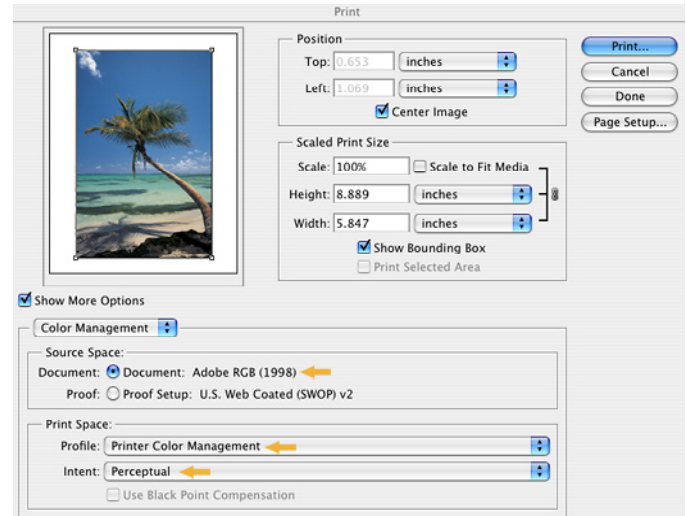 Print
Position
Top: 0.653 inches
Left: 1.069 inches
Center Image
Print...
Cancel
Done
Page Setup...
Scaled Print Size
Scale: 100% Scale to Fit Media
Height: 8.889 inches
Width: 5.847 inches
Show Bounding Box
Print Selected Area
Show More Options
Color Management
Source Space:
Document: Document: Adobe RGB (1998)
Proof: Proof Setup: U.S. Web Coated (SWOP) v2
Print Space:
Profile: Printer Color Management
Intent: Perceptual
Use Black Point Compensation